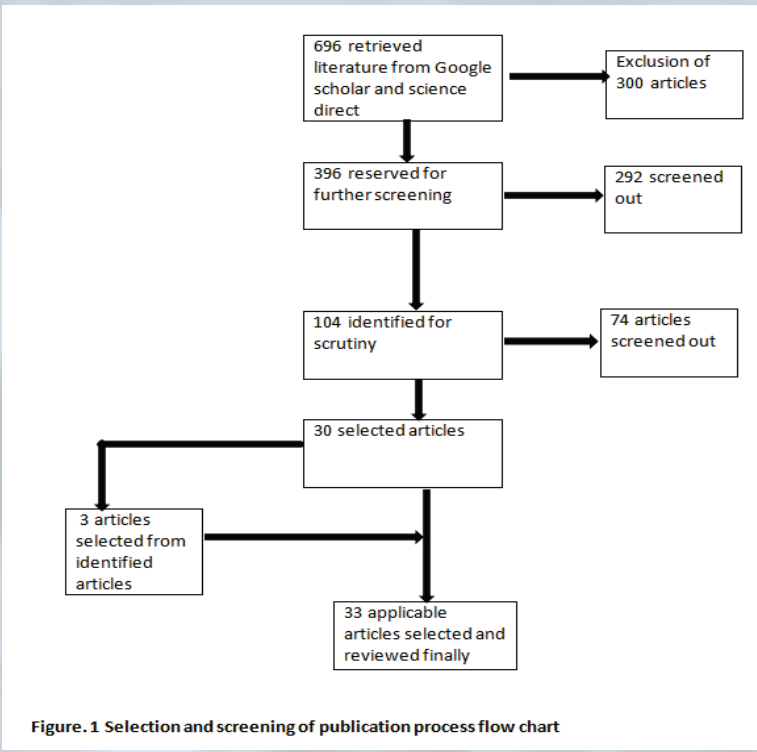 696 retrieved
literature from Google
scholar and science
direct
Exclusion of
300 articles
396 reserved for
further screening
292 screened
out
104 identified for
scrutiny
74 articles
screened out
30 selected articles
3 articles
selected from
identified
articles
33 applicable
articles selected and
reviewed finally
Figure. 1 Selection and screening of publication process flow chart